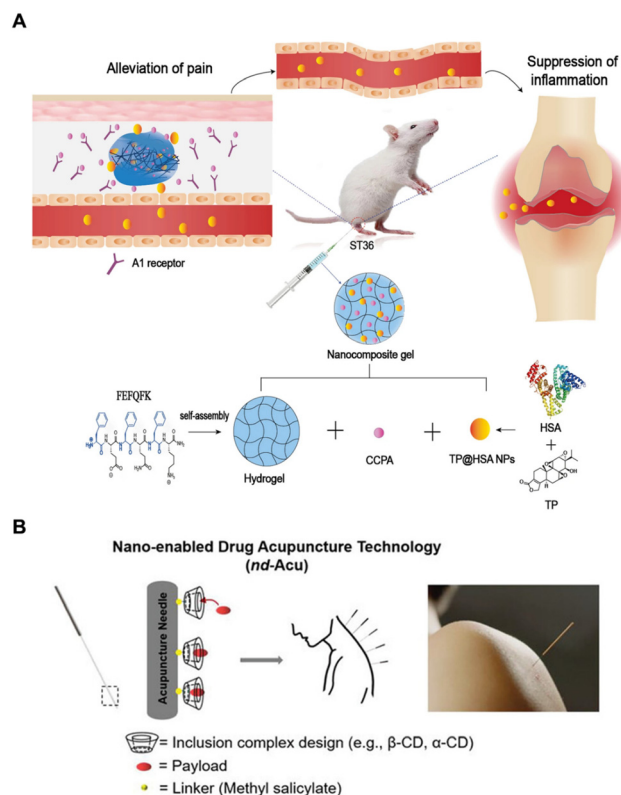 A
Alleviation of pain
Suppression of
inflammation
ST36
A1 receptor
Nanocomposite gel
FEFQFK
self-assembly
Hydrogel
+
CCPA
+
TP@HSA NPs
HSA
+
TP
B
Nano-enabled Drug Acupuncture Technology
(nd-Acu)
Acupuncture Needle
= Inclusion complex design (e.g., β-CD, α-CD)
= Payload
= Linker (Methyl salicylate)